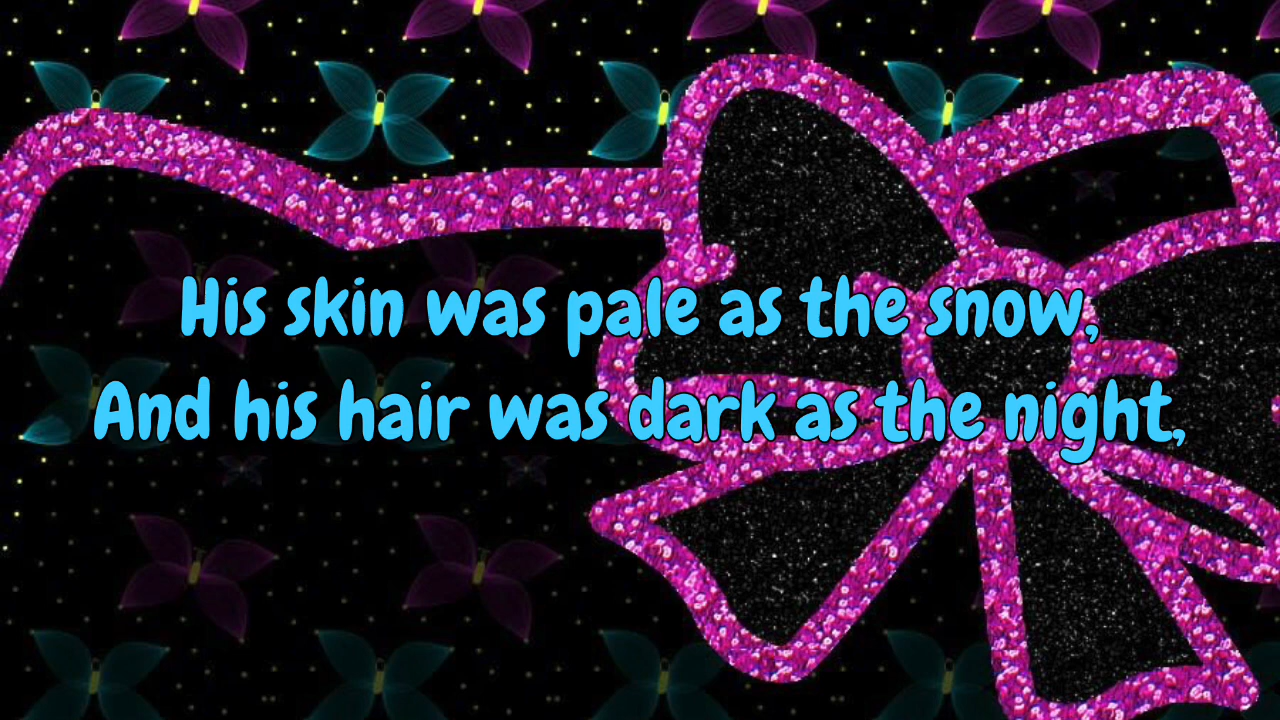 His skin was pale as the snow,
And his hair was dark as the night,